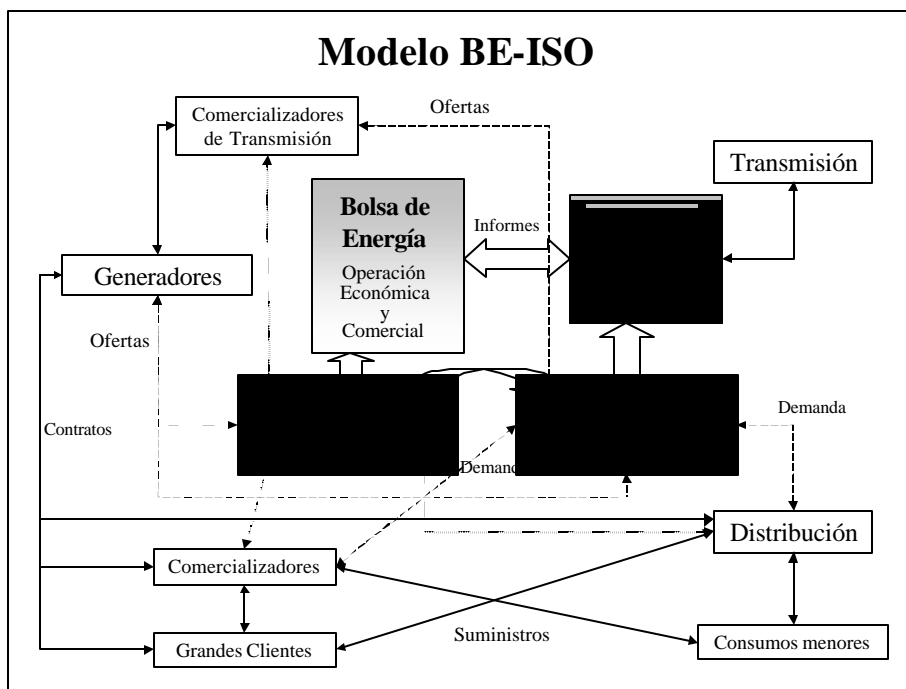 Modelo BE-ISO
Comercializadores
de Transmisión
Ofertas
Transmisión
Bolsa de
Energía
Operación
Económica
y
Comercial
Informes
Generadores
Ofertas
Contratos
Demanda
Demand
Distribución
Comercializadores
Suministros
Grandes Clientes
Consumos menores